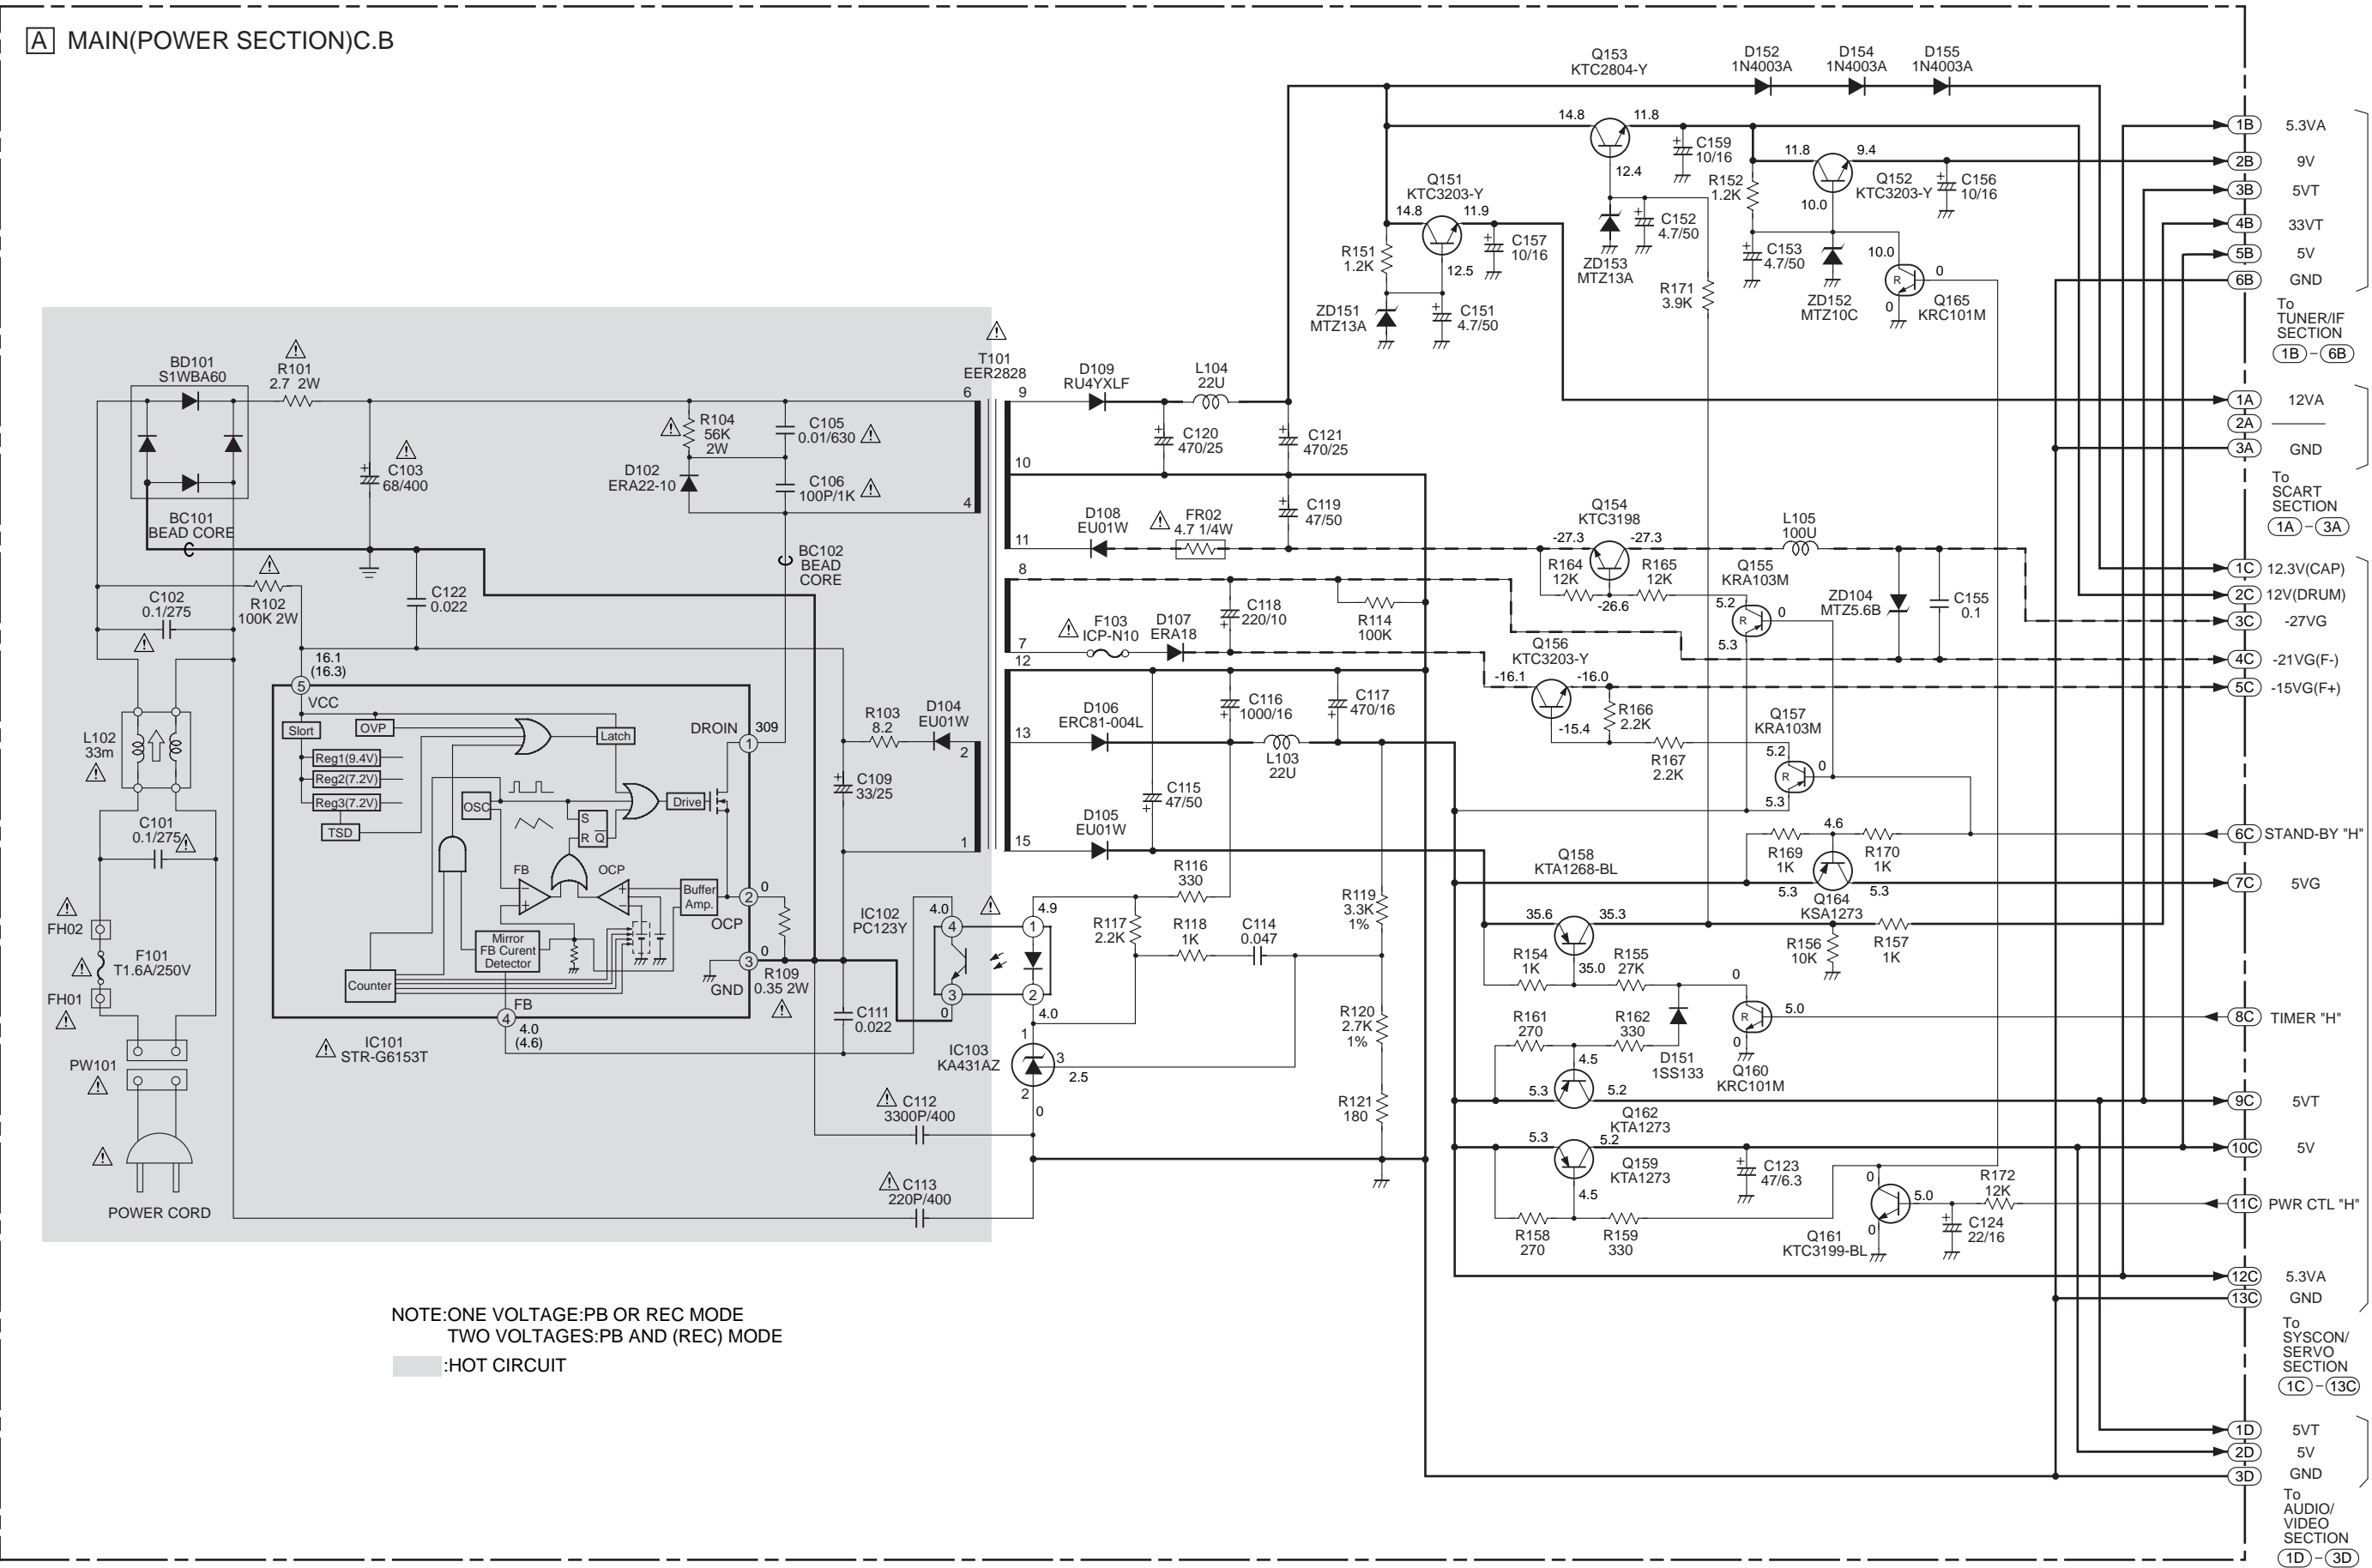 A MAIN(POWER SECTION)C.B
Q153
KTC2804-Y
D152
1N4003A
D154
1N4003A
D155
1N4003A
14.8
11.8
12.4
C159
10/16
11.8
9.4
R152
1.2K
Q152
KTC3203-Y
C156
10/16
10.0
Q151
KTC3203-Y
14.8
11.9
12.5
R151
1.2K
C157
10/16
ZD151
MTZ13A
C151
4.7/50
ZD153
MTZ13A
C152
4.7/50
R171
3.9K
C153
4.7/50
ZD152
MTZ10C
10.0
R
0
0
Q165
KRC101M
1B 5.3VA
2B 9V
3B 5VT
4B 33VT
5B 5V
6B GND
To
TUNER/IF
SECTION
1B – 6B
1A 12VA
2A
3A GND
To
SCART
SECTION
1A – 3A
1C 12.3V(CAP)
2C 12V(DRUM)
3C -27VG
4C -21VG(F-)
5C -15VG(F+)
6C STAND-BY "H"
7C 5VG
8C TIMER "H"
9C 5VT
10C 5V
11C PWR CTL "H"
12C 5.3VA
13C GND
To
SYSCON/
SERVO
SECTION
1C – 13C
1D 5VT
2D 5V
3D GND
To
AUDIO/
VIDEO
SECTION
1D – 3D
BD101
S1WBA60
R101
2.7 2W
C103
68/400
R104
56K
2W
C105
0.01/630
D102
ERA22-10
C106
100P/1K
T101
EER2828
6
4
2
1
9
10
11
8
7
12
13
15
BC101
BEAD CORE
BC102
BEAD
CORE
C102
0.1/275
R102
100K 2W
C122
0.022
16.1
(16.3)
5
VCC
Slort
OVP
Latch
DROIN
309
1
Reg1(9.4V)
Reg2(7.2V)
Reg3(7.2V)
TSD
OSC
S
R Q
Drive
FB
OCP
-
+
+
-
Buffer
Amp.
2
0
OCP
Mirror
FB Curent
Detector
Counter
3
0
GND
R109
0.35 2W
FB
4
4.0
(4.6)
IC101
STR-G6153T
L102
33m
C101
0.1/275
FH02
F101
T1.6A/250V
FH01
PW101
POWER CORD
R103
8.2
D104
EU01W
C109
33/25
IC102
PC123Y
4.0
4
3
0
4.9
1
2
4.0
C111
0.022
IC103
KA431AZ
1
3
2.5
2
0
C112
3300P/400
C113
220P/400
D109
RU4YXLF
L104
22U
C120
470/25
C121
470/25
D108
EU01W
FR02
4.7 1/4W
C119
47/50
F103
ICP-N10
D107
ERA18
C118
220/10
R114
100K
D106
ERC81-004L
C116
1000/16
C117
470/16
L103
22U
C115
47/50
D105
EU01W
R116
330
R117
2.2K
R118
1K
C114
0.047
R119
3.3K
1%
R120
2.7K
1%
R121
180
Q154
KTC3198
-27.3
-27.3
-26.6
R164
12K
R165
12K
L105
100U
Q155
KRA103M
5.2
R
0
5.3
ZD104
MTZ5.6B
C155
0.1
Q156
KTC3203-Y
-16.1
-16.0
-15.4
R166
2.2K
R167
2.2K
Q157
KRA103M
5.2
R
0
5.3
R169
1K
4.6
R170
1K
5.3
5.3
Q164
KSA1273
Q158
KTA1268-BL
35.6
35.3
35.0
R154
1K
R155
27K
R156
10K
R157
1K
R161
270
R162
330
D151
1SS133
0
R
5.0
0
Q160
KRC101M
4.5
5.3
5.2
Q162
KTA1273
5.3
5.2
4.5
Q159
KTA1273
C123
47/6.3
R158
270
R159
330
0
5.0
0
Q161
KTC3199-BL
R172
12K
C124
22/16
NOTE:ONE VOLTAGE:PB OR REC MODE
TWO VOLTAGES:PB AND (REC) MODE
:HOT CIRCUIT